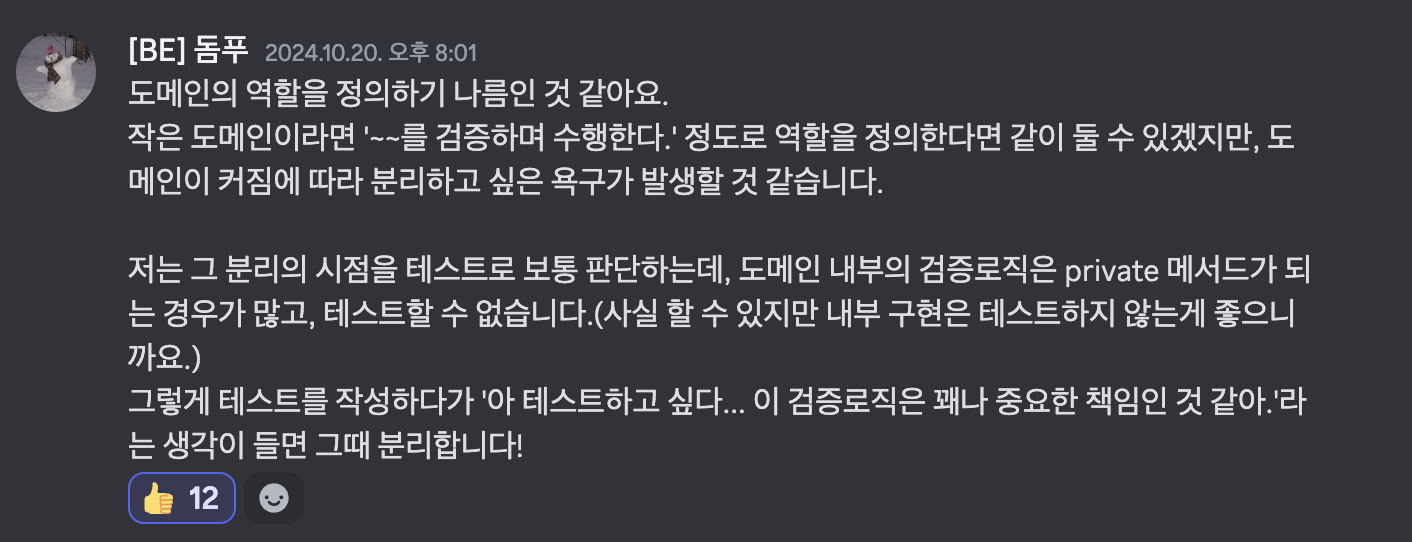 [BE] 돔푸 2024.10.20. 오후 8:01
도메인의 역할을 정의하기 나름인 것 같아요.
작은 도메인이라면 '~~를 검증하며 수행한다.' 정도로 역할을 정의한다면 같이 둘 수 있겠지만, 도
메인이 커짐에 따라 분리하고 싶은 욕구가 발생할 것 같습니다.
저는 그 분리의 시점을 테스트로 보통 판단하는데, 도메인 내부의 검증로직은 private 메서드가 되
는 경우가 많고, 테스트할 수 없습니다.(사실 할 수 있지만 내부 구현은 테스트하지 않는게 좋으니
까요.)
그렇게 테스트를 작성하다가 '아 테스트하고 싶다... 이 검증로직은 꽤나 중요한 책임인 것 같아.'라
는 생각이 들면 그때 분리합니다!
👍 12